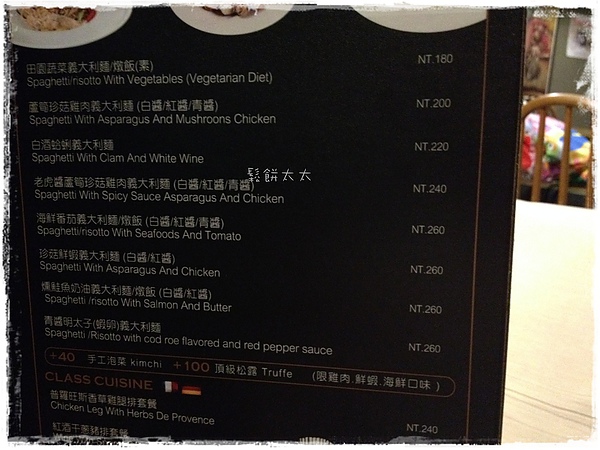 田園蔬菜義大利麵/燉飯(素)
Spaghetti/risotto With Vegetables (Vegetarian Diet) NT.180
蘆筍珍菇雞肉義大利麵 (白醬/紅醬/青醬)
Spaghetti With Asparagus And Mushroons Chicken NT.200
白酒蛤蜊義大利麵
Spaghetti With Clam And White Wine NT.220
鬆餅太太
老虎醬蘆筍珍菇雞肉義大利麵 (白醬/紅醬/青醬)
Spaghetti With Spicy Sauce Asparagus And Chicken NT.240
海鮮番茄義大利麵/燉飯 (白醬/紅醬/青醬)
Spaghetti/risotto With Seafoods And Tomato NT.260
珍菇鮮蝦義大利麵 (白醬/紅醬)
Spaghetti With Asparagus And Chicken NT.260
燻鮭魚奶油義大利麵/燉飯 (白醬/紅醬)
Spaghetti /risotto With Salmon And Butter NT.260
青醬明太子(蝦卵)義大利麵
Spaghetti /Risotto with cod roe flavored and red pepper sauce NT.260
+40 手工泡菜 kimchi +100 頂級松露 Truffe (限雞肉.鮮蝦.海鮮口味 )
CLASS CUISINE
普羅旺斯香草雞腿排套餐
Chicken Leg With Herbs De Provence
紅酒干蔥豬排套餐 NT.240